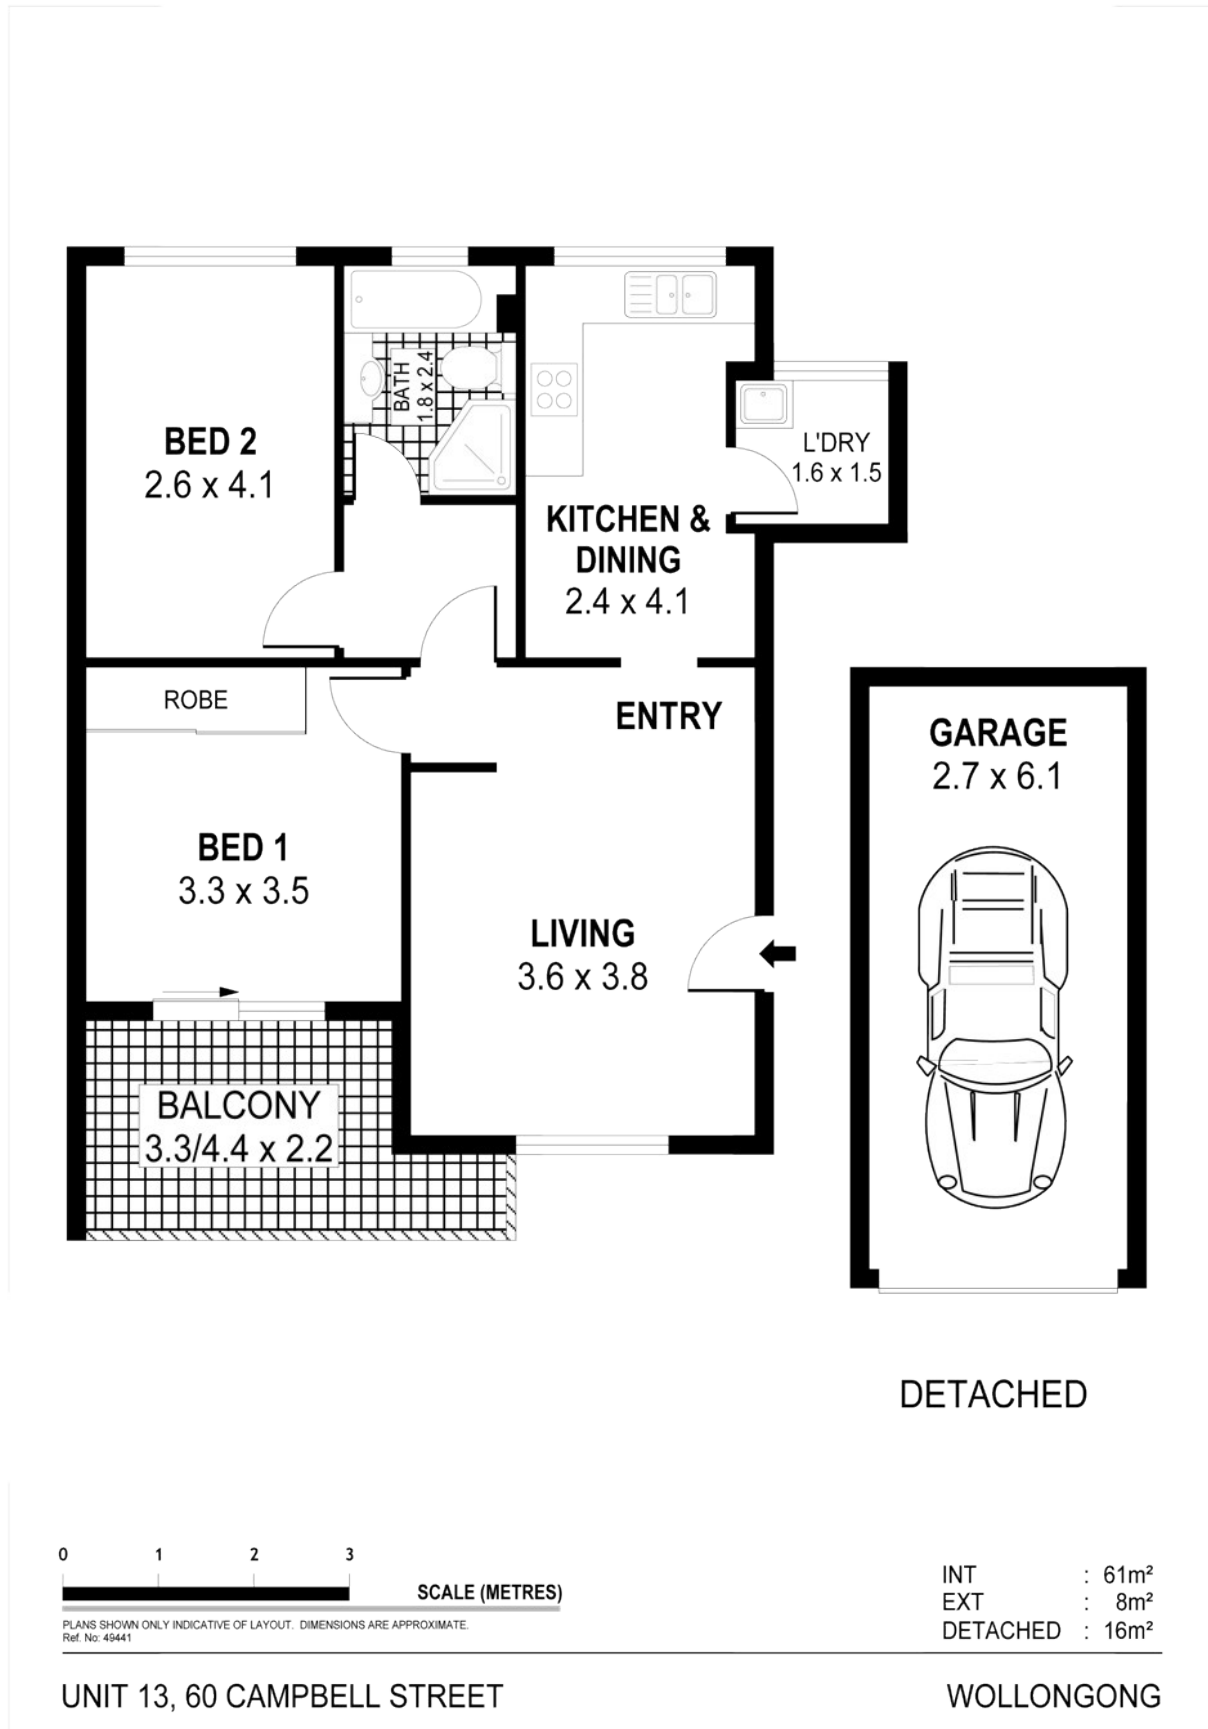 BED 2
2.6 x 4.1
BATH
1.8 x 2.4
L'DRY
1.6 x 1.5
KITCHEN &
DINING
2.4 x 4.1
ROBE
ENTRY
GARAGE
2.7 x 6.1
BED 1
3.3 x 3.5
LIVING
3.6 x 3.8
BALCONY
3.3/4.4 x 2.2
DETACHED
0 1 2 3
SCALE (METRES)
PLANS SHOWN ONLY INDICATIVE OF LAYOUT. DIMENSIONS ARE APPROXIMATE.
Ref. No: 49441
INT : 61m²
EXT : 8m²
DETACHED : 16m²
UNIT 13, 60 CAMPBELL STREET
WOLLONGONG